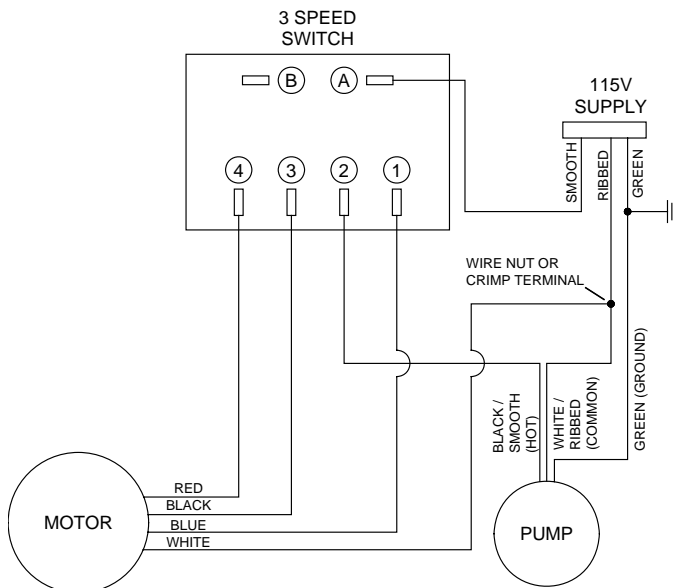 3 SPEED
SWITCH
B
A
4
3
2
1
115V
SUPPLY
SMOOTH
RIBBED
GREEN
WIRE NUT OR
CRIMP TERMINAL
BLACK /
SMOOTH
(HOT)
WHITE /
RIBBED
(COMMON)
GREEN (GROUND)
RED
BLACK
BLUE
WHITE
MOTOR
PUMP